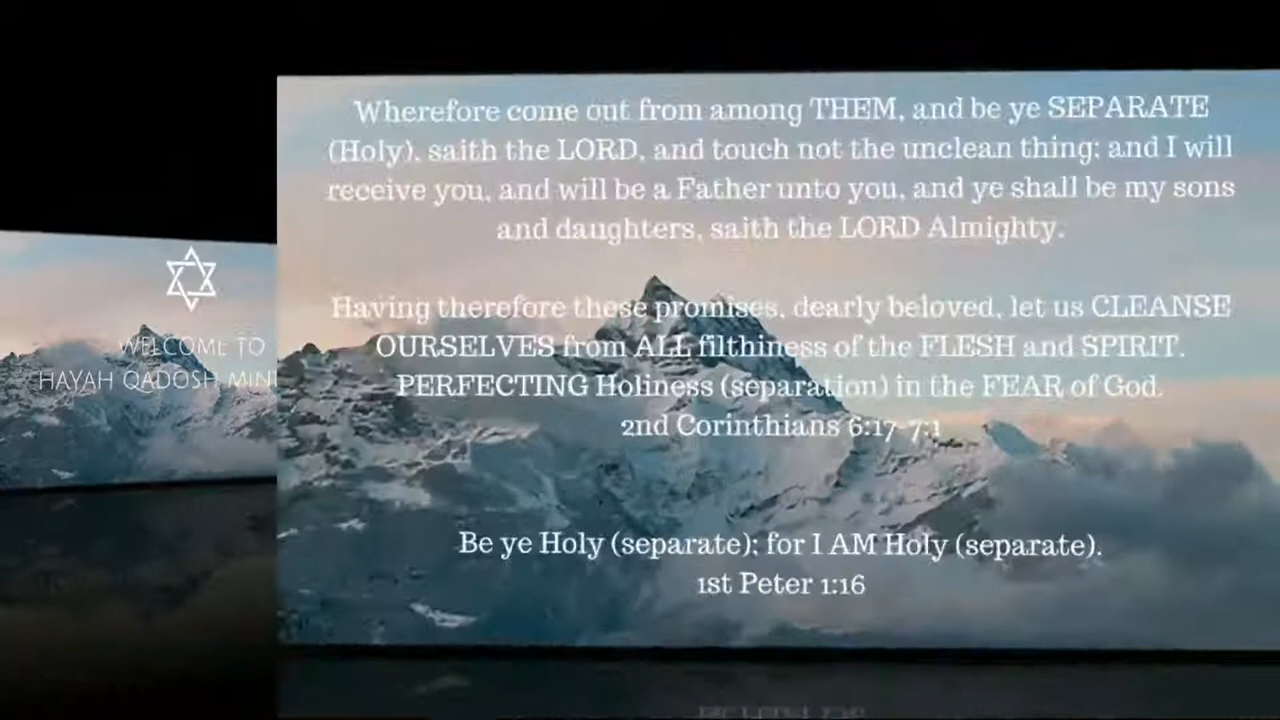 Wherefore come out from among THEM, and be ye SEPARATE
(Holy), saith the LORD, and touch not the unclean thing; and I will
receive you, and will be a Father unto you, and ye shall be my sons
and daughters, saith the LORD Almighty.
Having therefore these promises, dearly beloved, let us CLEANSE
OURSELVES from ALL filthiness of the FLESH and SPIRIT,
PERFECTING Holiness (separation) in the FEAR of God.
2nd Corinthians 6:17-7:1
Be ye Holy (separate); for I AM Holy (separate).
1st Peter 1:16
WELCOME TO
HAYAH QADOSH MINI